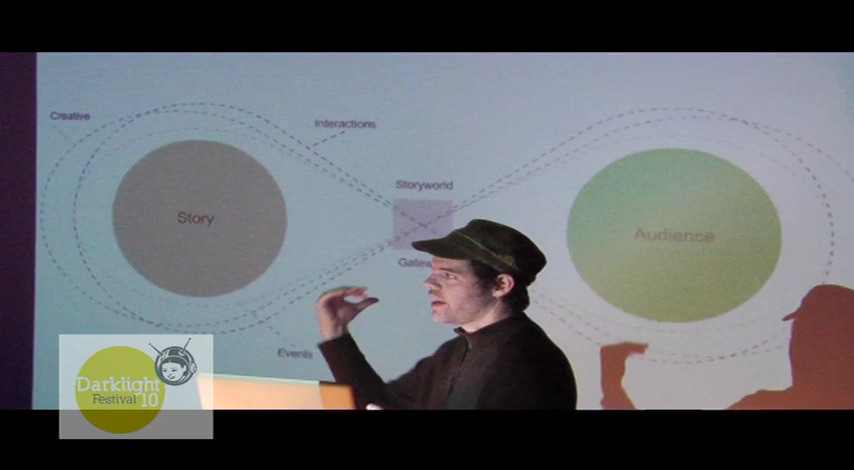 Creative
Interactions
Storyworld
Story
Audience
Events
Darklight
Festival 10